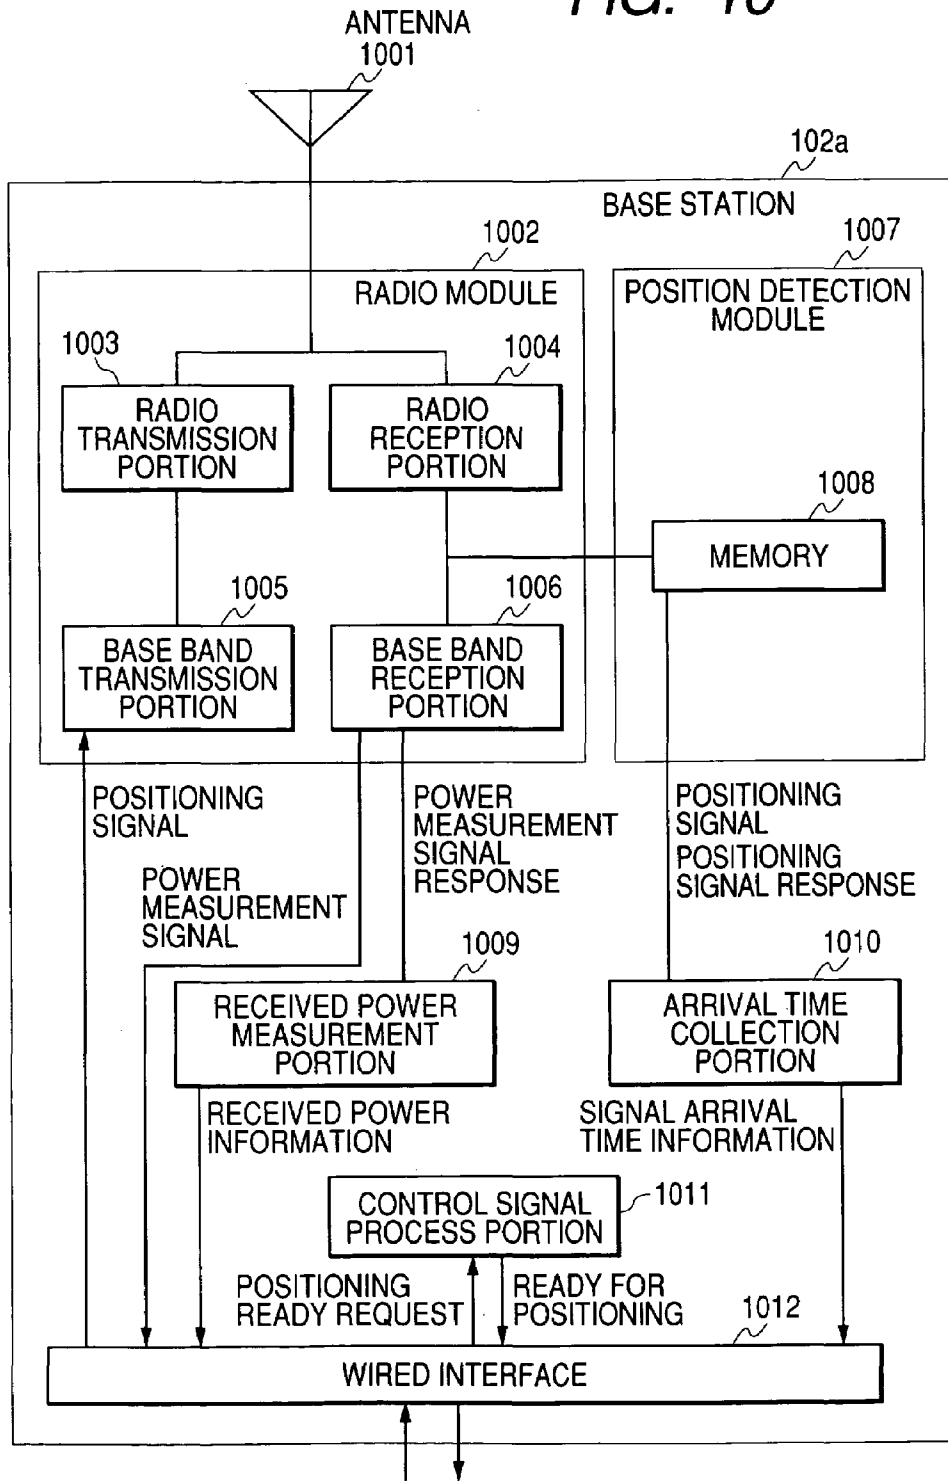 FIG. 10
ANTENNA
1001
102a
BASE STATION
1002
1007
RADIO MODULE
POSITION DETECTION
MODULE
1003
1004
RADIO
TRANSMISSION
PORTION
RADIO
RECEPTION
PORTION
1008
MEMORY
1005
1006
BASE BAND
TRANSMISSION
PORTION
BASE BAND
RECEPTION
PORTION
POSITIONING
SIGNAL
POWER
MEASUREMENT
SIGNAL
RESPONSE
POSITIONING
SIGNAL
POSITIONING
SIGNAL RESPONSE
POWER
MEASUREMENT
SIGNAL
1009
1010
RECEIVED POWER
MEASUREMENT
PORTION
ARRIVAL TIME
COLLECTION
PORTION
RECEIVED POWER
INFORMATION
SIGNAL ARRIVAL
TIME INFORMATION
1011
CONTROL SIGNAL
PROCESS PORTION
POSITIONING
READY REQUEST
READY FOR
POSITIONING
1012
WIRED INTERFACE